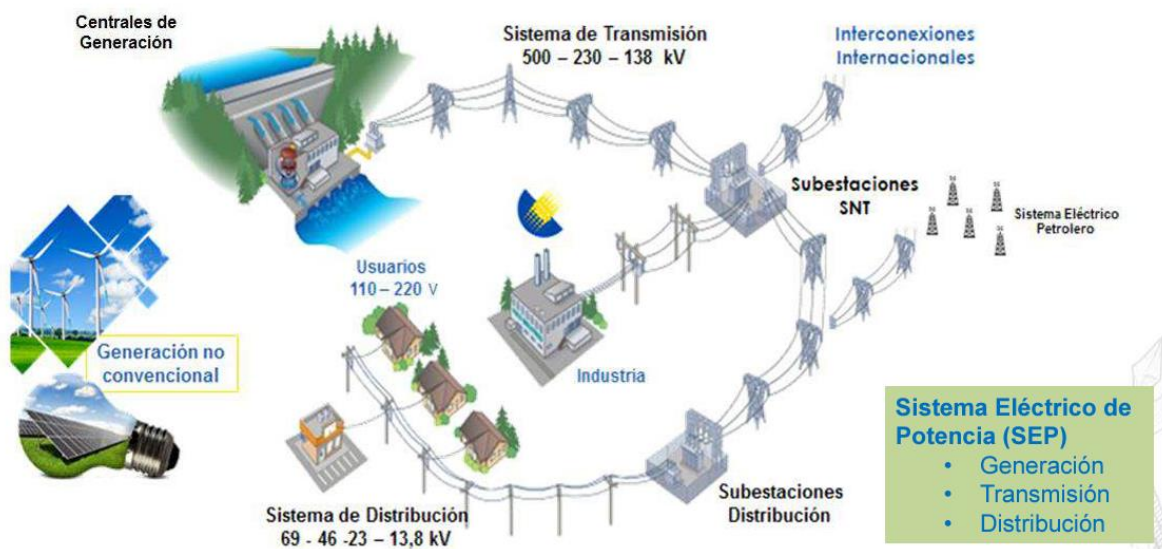 Centrales de
Generación
Sistema de Transmisión
500 – 230 – 138 kV
Interconexiones
Internacionales
Subestaciones
SNT
Sistema Eléctrico
Petrolero
Usuarios
110 – 220 V
Generación no
convencional
Industria
Sistema de Distribución
69 - 46 -23 – 13,8 kV
Subestaciones
Distribución
Sistema Eléctrico de
Potencia (SEP)
• Generación
• Transmisión
• Distribución